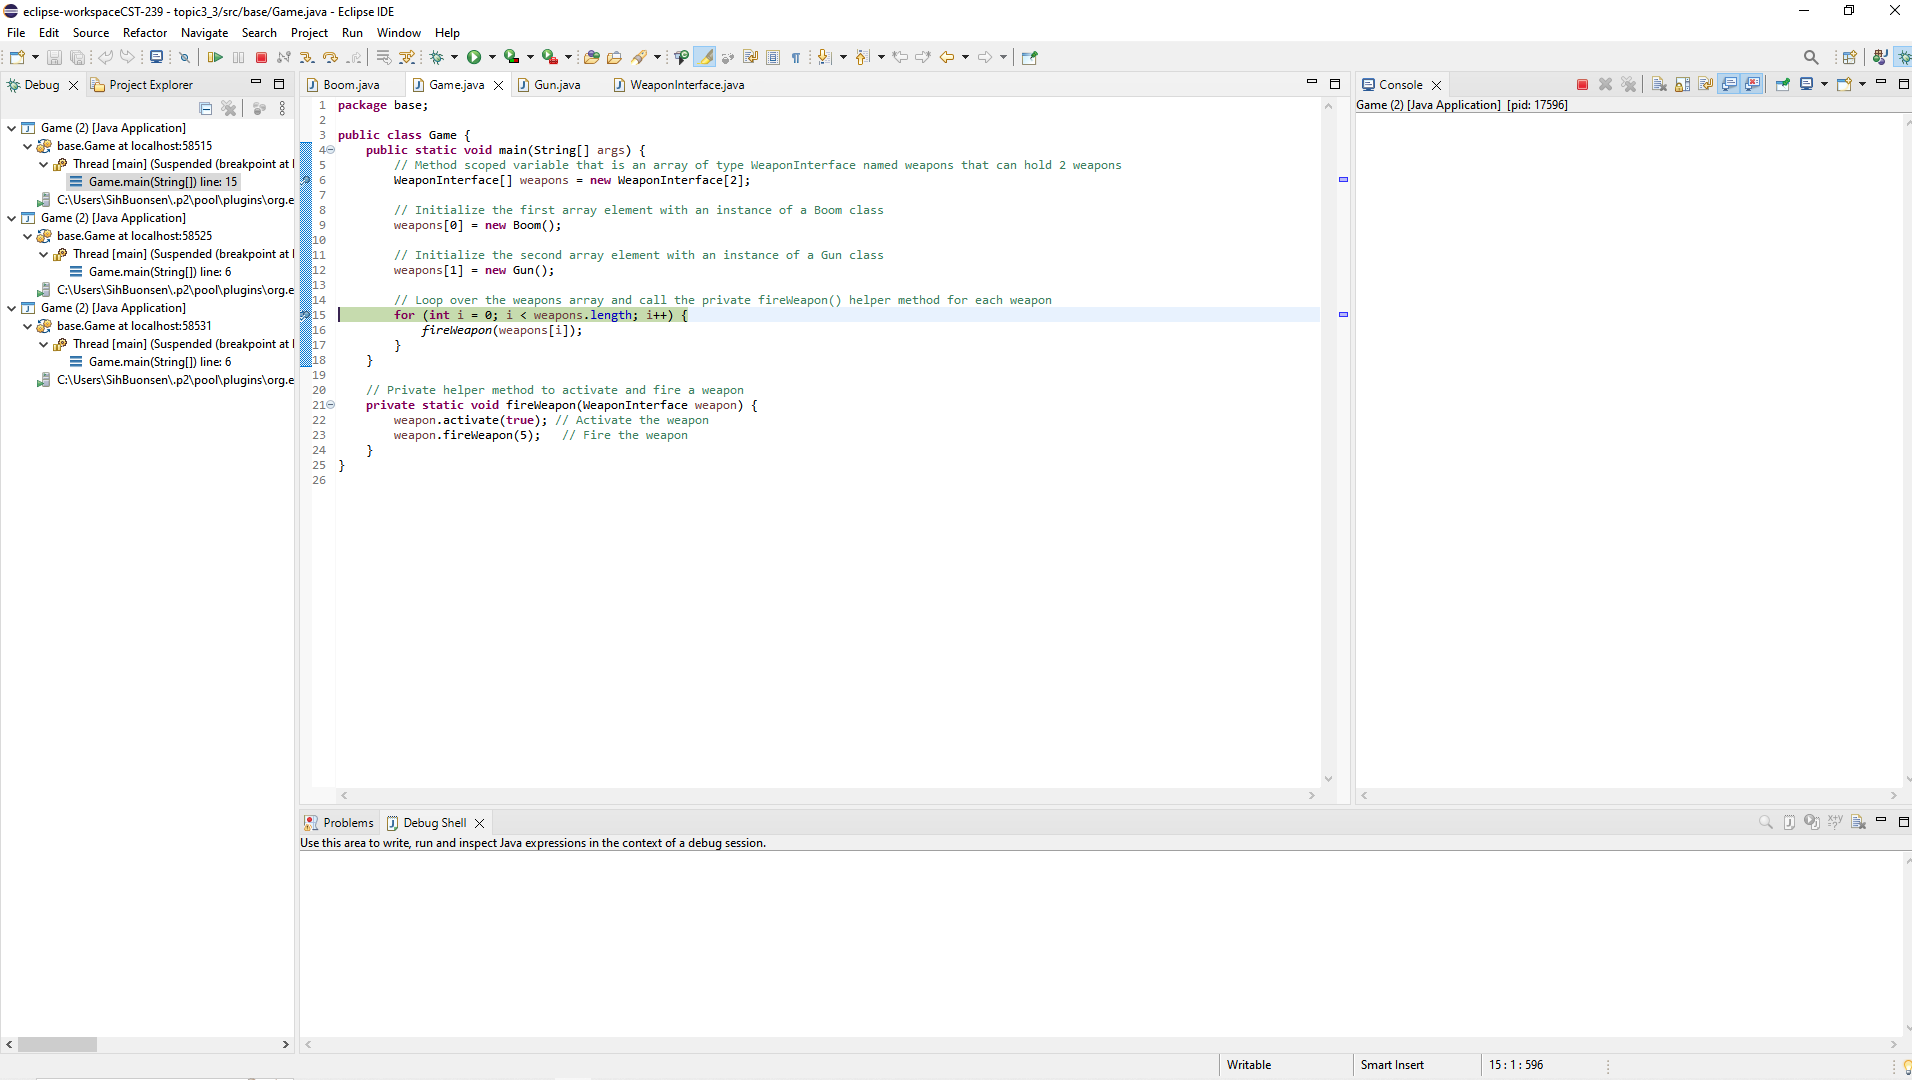 eclipse-workspaceCST-239 - topic3_3/src/base/Game.java - Eclipse IDE
File Edit Source Refactor Navigate Search Project Run Window Help
Debug Project Explorer
Game (2) [Java Application]
base.Game at localhost:58515
Thread [main] (Suspended (breakpoint at l
Game.main(String[]) line: 15
C:\Users\SihBuonsen\.p2\pool\plugins\org.e
Game (2) [Java Application]
base.Game at localhost:58525
Thread [main] (Suspended (breakpoint at l
Game.main(String[]) line: 6
C:\Users\SihBuonsen\.p2\pool\plugins\org.e
Game (2) [Java Application]
base.Game at localhost:58531
Thread [main] (Suspended (breakpoint at l
Game.main(String[]) line: 6
C:\Users\SihBuonsen\.p2\pool\plugins\org.e
Boom.java Game.java Gun.java WeaponInterface.java
1 package base;
2
3 public class Game {
4 public static void main(String[] args) {
5 // Method scoped variable that is an array of type WeaponInterface named weapons that can hold 2 weapons
6 WeaponInterface[] weapons = new WeaponInterface[2];
7
8 // Initialize the first array element with an instance of a Boom class
9 weapons[0] = new Boom();
10
11 // Initialize the second array element with an instance of a Gun class
12 weapons[1] = new Gun();
13
14 // Loop over the weapons array and call the private fireWeapon() helper method for each weapon
15 for (int i = 0; i < weapons.length; i++) {
16 fireWeapon(weapons[i]);
17 }
18 }
19
20 // Private helper method to activate and fire a weapon
21 private static void fireWeapon(WeaponInterface weapon) {
22 weapon.activate(true); // Activate the weapon
23 weapon.fireWeapon(5); // Fire the weapon
24 }
25 }
26
Console
Game (2) [Java Application] [pid: 17596]
Problems Debug Shell
Use this area to write, run and inspect Java expressions in the context of a debug session.
Writable Smart Insert 15 : 1 : 596